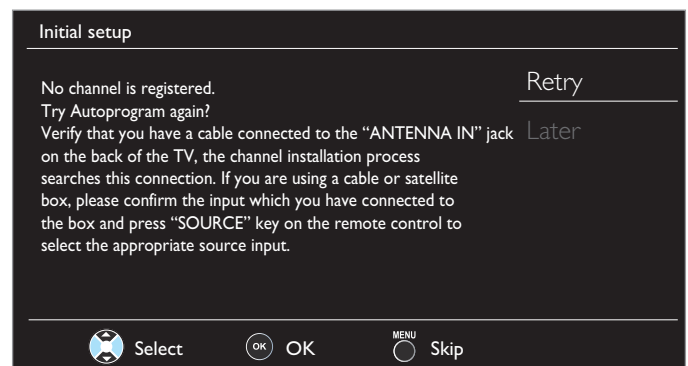 Initial setup
No channel is registered.
Try Autoprogram again?
Verify that you have a cable connected to the “ANTENNA IN” jack
on the back of the TV, the channel installation process
searches this connection. If you are using a cable or satellite
box, please confirm the input which you have connected to
the box and press “SOURCE” key on the remote control to
select the appropriate source input.
Retry
Later
Select
OK OK
MENU
Skip